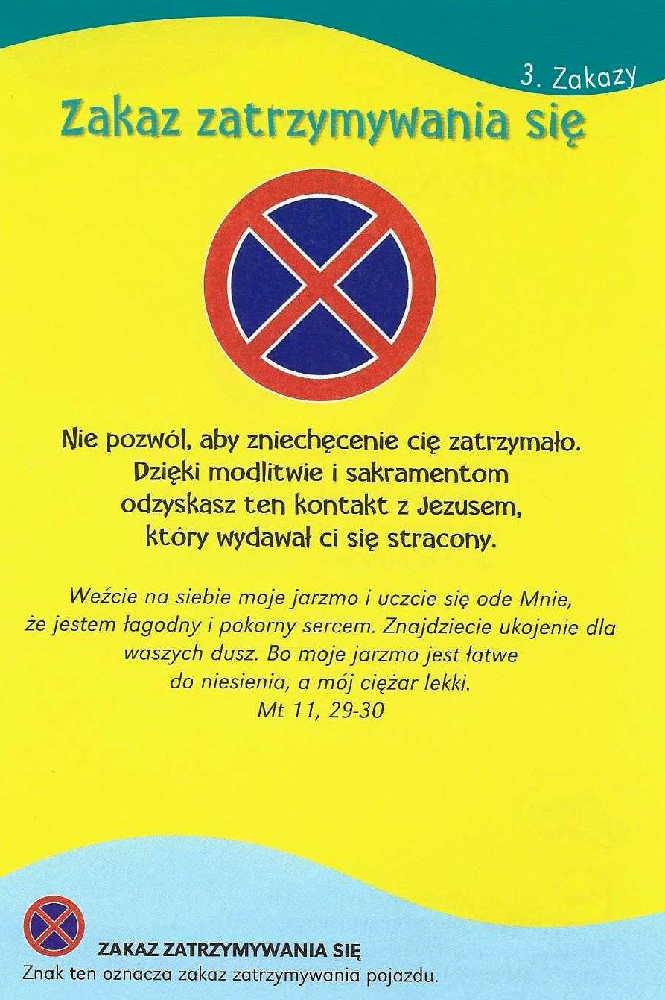 3. Zakazy
Zakaz zatrzymywania się
Nie pozwól, aby zniechęcenie cię zatrzymało.
Dzięki modlitwie i sakramentom
odzyskasz ten kontakt z Jezusem,
który wydawał ci się stracony.
Weźcie na siebie moje jarzmo i uczcie się ode Mnie,
że jestem łagodny i pokorny sercem. Znajdziecie ukojenie dla
waszych dusz. Bo moje jarzmo jest łatwe
do niesienia, a mój ciężar lekki.
Mt 11, 29-30
ZAKAZ ZATRZYMYWANIA SIĘ
Znak ten oznacza zakaz zatrzymywania pojazdu.